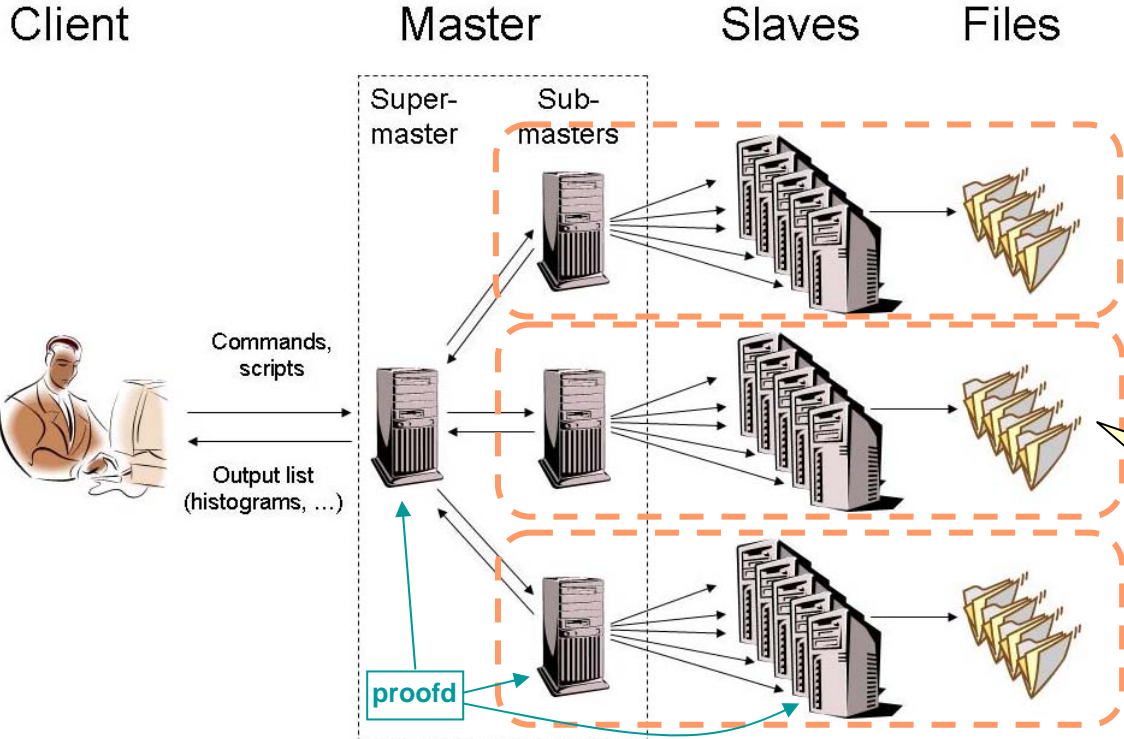 Client
Master
Slaves
Files
Super-
master
Sub-
masters
Commands,
scripts
Output list
(histograms, …)
proofd